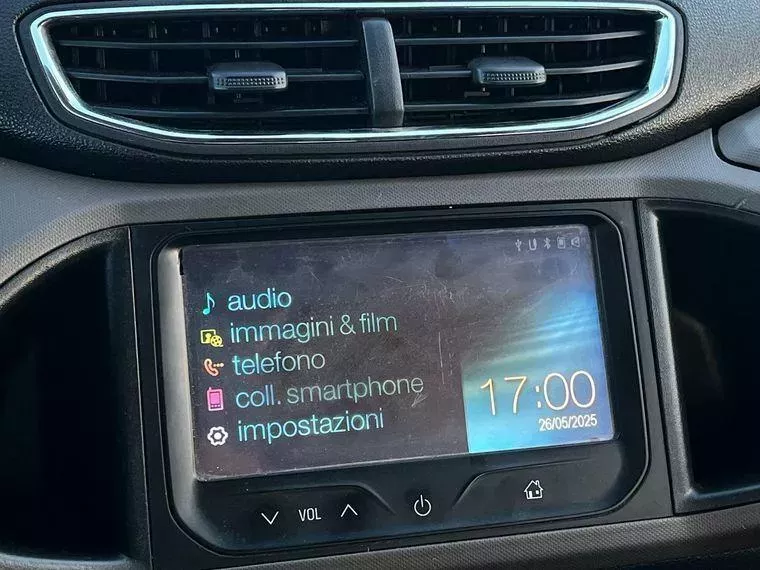 audio
immagini & film
telefono
coll. smartphone
impostazioni
17:00
26/05/2025
VOL